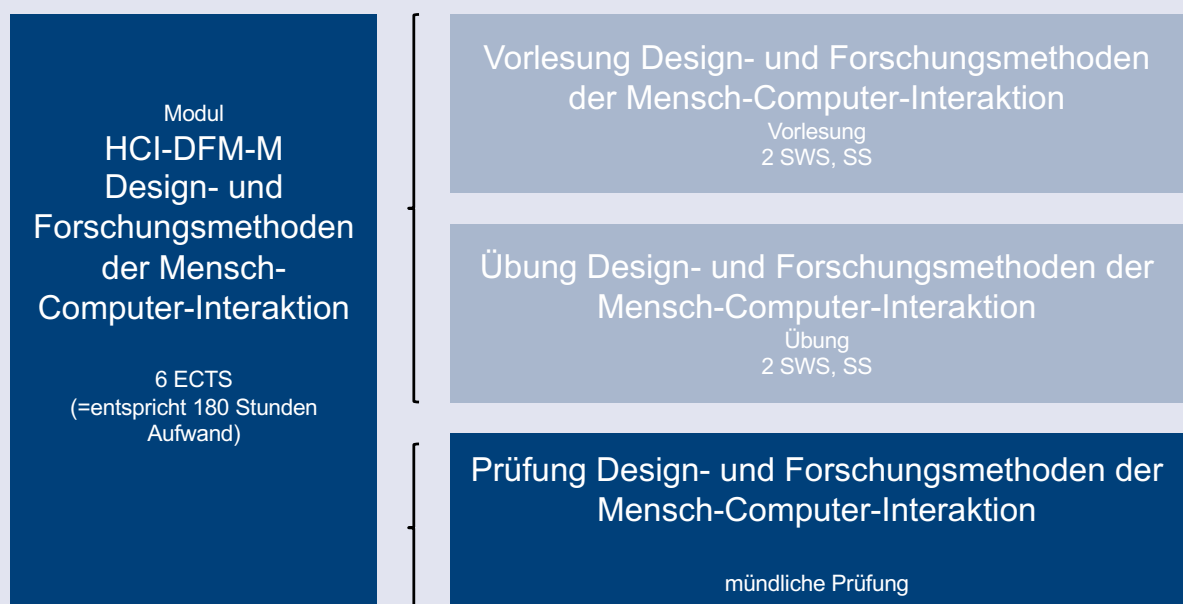 Modul
HCI-DFM-M
Design- und
Forschungsmethoden
der Mensch-
Computer-Interaktion
6 ECTS
(=entspricht 180 Stunden
Aufwand)
Vorlesung Design- und Forschungsmethoden
der Mensch-Computer-Interaktion
Vorlesung
2 SWS, SS
Übung Design- und Forschungsmethoden der
Mensch-Computer-Interaktion
Übung
2 SWS, SS
Prüfung Design- und Forschungsmethoden der
Mensch-Computer-Interaktion
mündliche Prüfung